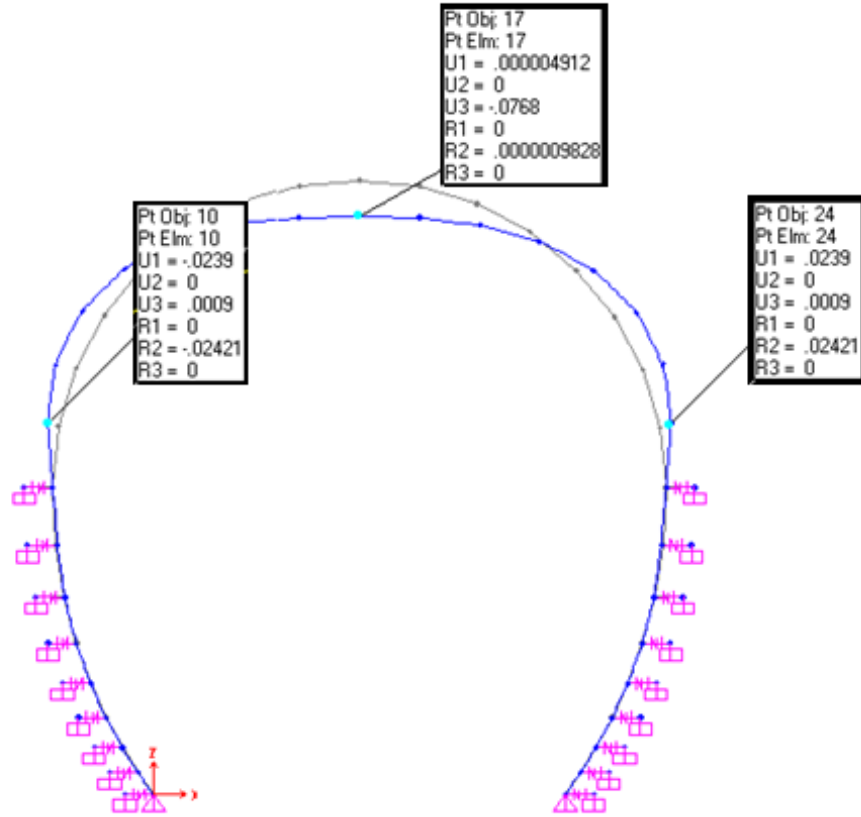 Pt Obj: 17
Pt Elm: 17
U1 = .000004912
U2 = 0
U3 = -.0768
R1 = 0
R2 = .0000009828
R3 = 0
Pt Obj: 10
Pt Elm: 10
U1 = -.0239
U2 = 0
U3 = .0009
R1 = 0
R2 = -.02421
R3 = 0
Pt Obj: 24
Pt Elm: 24
U1 = .0239
U2 = 0
U3 = .0009
R1 = 0
R2 = .02421
R3 = 0
Z
X